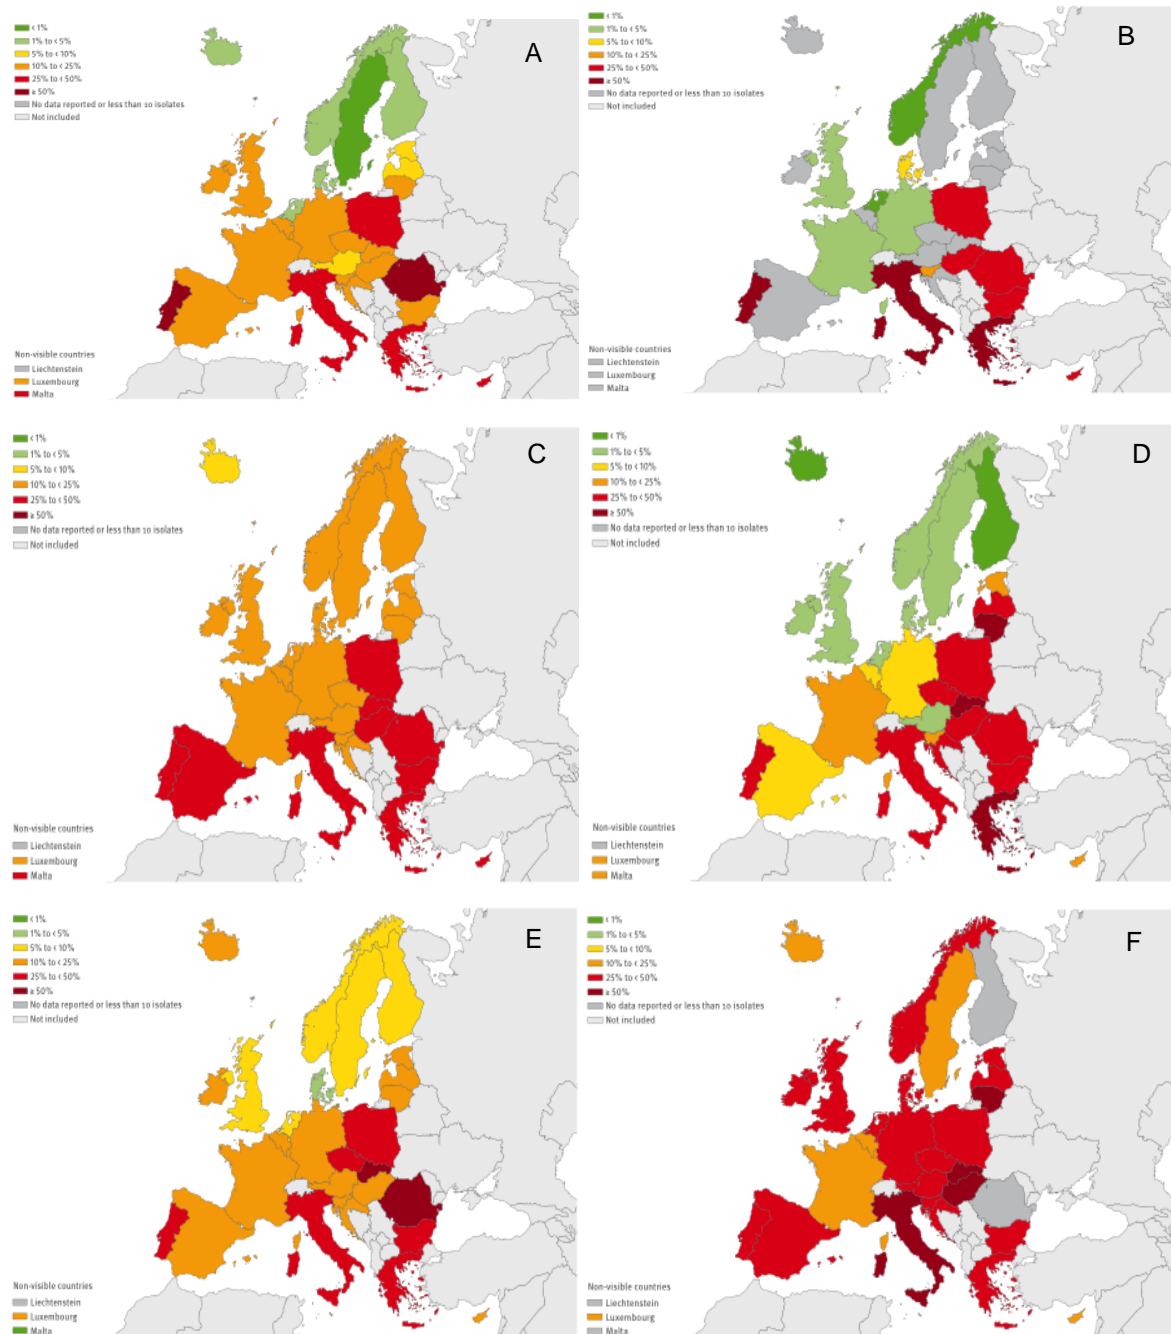 < 1%
1% to < 5%
5% to < 10%
10% to < 25%
25% to < 50%
≥ 50%
No data reported or less than 10 isolates
Not included
A
Non-visible countries
Liechtenstein
Luxembourg
Malta
< 1%
1% to < 5%
5% to < 10%
10% to < 25%
25% to < 50%
≥ 50%
No data reported or less than 10 isolates
Not included
B
Non-visible countries
Liechtenstein
Luxembourg
Malta
< 1%
1% to < 5%
5% to < 10%
10% to < 25%
25% to < 50%
≥ 50%
No data reported or less than 10 isolates
Not included
C
Non-visible countries
Liechtenstein
Luxembourg
Malta
< 1%
1% to < 5%
5% to < 10%
10% to < 25%
25% to < 50%
≥ 50%
No data reported or less than 10 isolates
Not included
D
Non-visible countries
Liechtenstein
Luxembourg
Malta
< 1%
1% to < 5%
5% to < 10%
10% to < 25%
25% to < 50%
≥ 50%
No data reported or less than 10 isolates
Not included
E
Non-visible countries
Liechtenstein
Luxembourg
Malta
< 1%
1% to < 5%
5% to < 10%
10% to < 25%
25% to < 50%
≥ 50%
No data reported or less than 10 isolates
Not included
F
Non-visible countries
Liechtenstein
Luxembourg
Malta